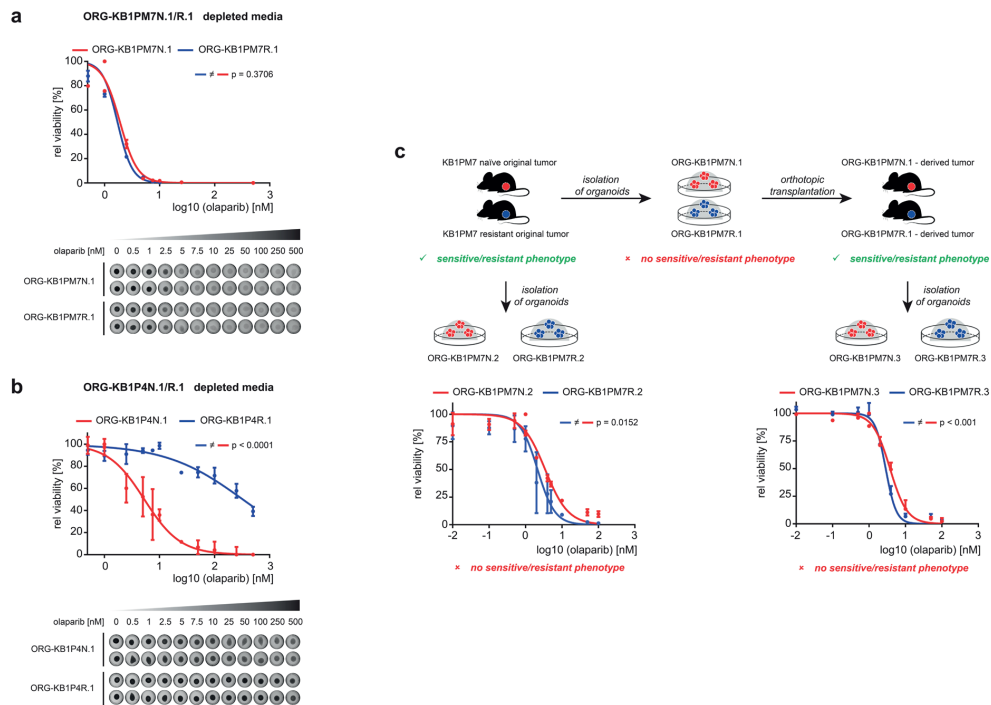 a
ORG-KB1PM7N.1/R.1 depleted media
ORG-KB1PM7N.1 ORG-KB1PM7R.1
≠ p = 0.3706
rel viability [%]
100
80
60
40
20
0
0 1 2 3
log10 (olaparib) [nM]
olaparib [nM] 0 0.5 1 2.5 5 7.5 10 25 50 100 250 500
ORG-KB1PM7N.1
ORG-KB1PM7R.1
b
ORG-KB1P4N.1/R.1 depleted media
ORG-KB1P4N.1 ORG-KB1P4R.1
≠ p < 0.0001
rel viability [%]
100
80
60
40
20
0
0 1 2 3
log10 (olaparib) [nM]
olaparib [nM] 0 0.5 1 2.5 5 7.5 10 25 50 100 250 500
ORG-KB1P4N.1
ORG-KB1P4R.1
c
KB1PM7 naïve original tumor
KB1PM7 resistant original tumor
✓ sensitive/resistant phenotype
isolation
of organoids
ORG-KB1PM7N.1
ORG-KB1PM7R.1
× no sensitive/resistant phenotype
orthotopic
transplantation
ORG-KB1PM7N.1 - derived tumor
ORG-KB1PM7R.1 - derived tumor
✓ sensitive/resistant phenotype
isolation
of organoids
ORG-KB1PM7N.2
ORG-KB1PM7R.2
isolation
of organoids
ORG-KB1PM7N.3
ORG-KB1PM7R.3
ORG-KB1PM7N.2 ORG-KB1PM7R.2
≠ p = 0.0152
rel viability [%]
100
75
50
25
0
-2 -1 0 1 2
log10 (olaparib) [nM]
× no sensitive/resistant phenotype
ORG-KB1PM7N.3 ORG-KB1PM7R.3
≠ p < 0.001
rel viability [%]
100
75
50
25
0
-2 -1 0 1 2
log10 (olaparib) [nM]
× no sensitive/resistant phenotype